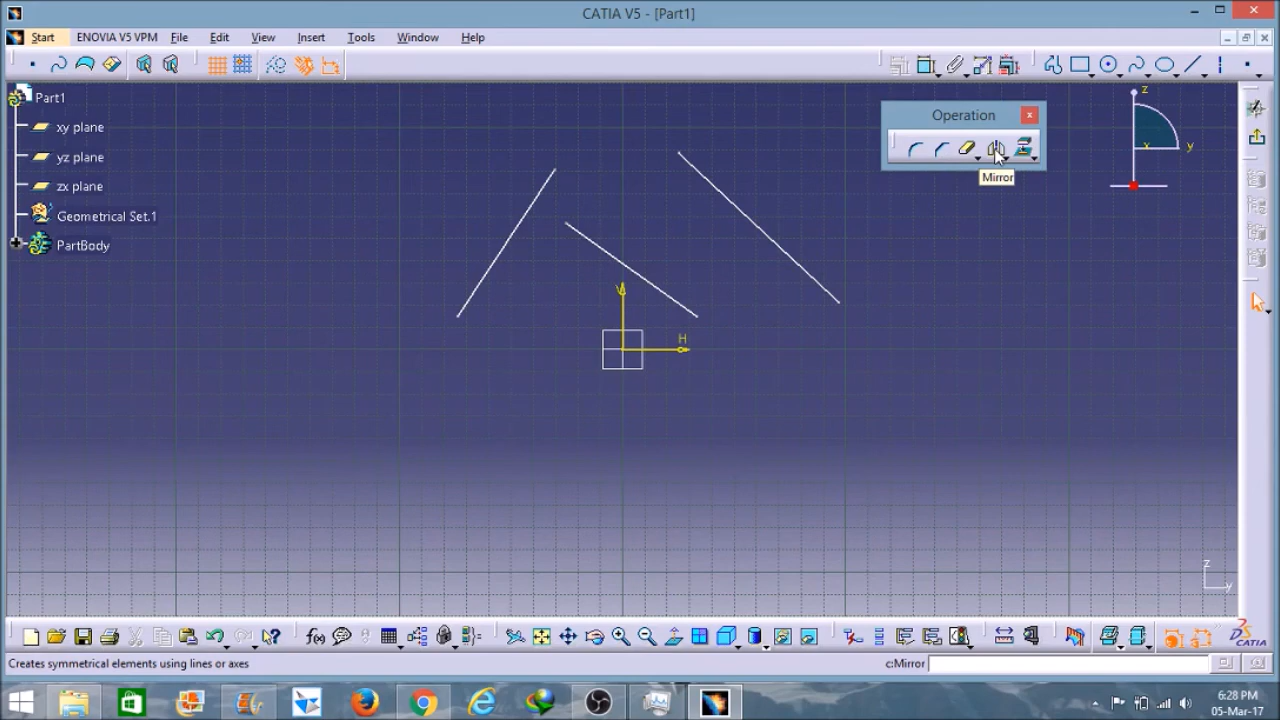 CATIA V5 - [Part1]
Start ENOVIA V5 VPM File Edit View Insert Tools Window Help
Part1
xy plane
yz plane
zx plane
Geometrical Set.1
PartBody
Operation
Mirror
z
x
y
V
H
z
y
f(x)
CATIA
Creates symmetrical elements using lines or axes
c:Mirror
6:28 PM
05-Mar-17